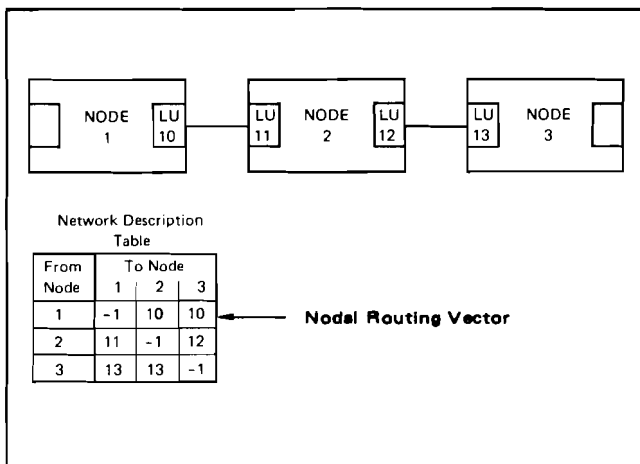 NODE 1
LU 10
LU 11
NODE 2
LU 12
LU 13
NODE 3
Network Description
Table
From Node To Node
1 2 3
1 -1 10 10
Nodal Routing Vector
2 11 -1 12
3 13 13 -1